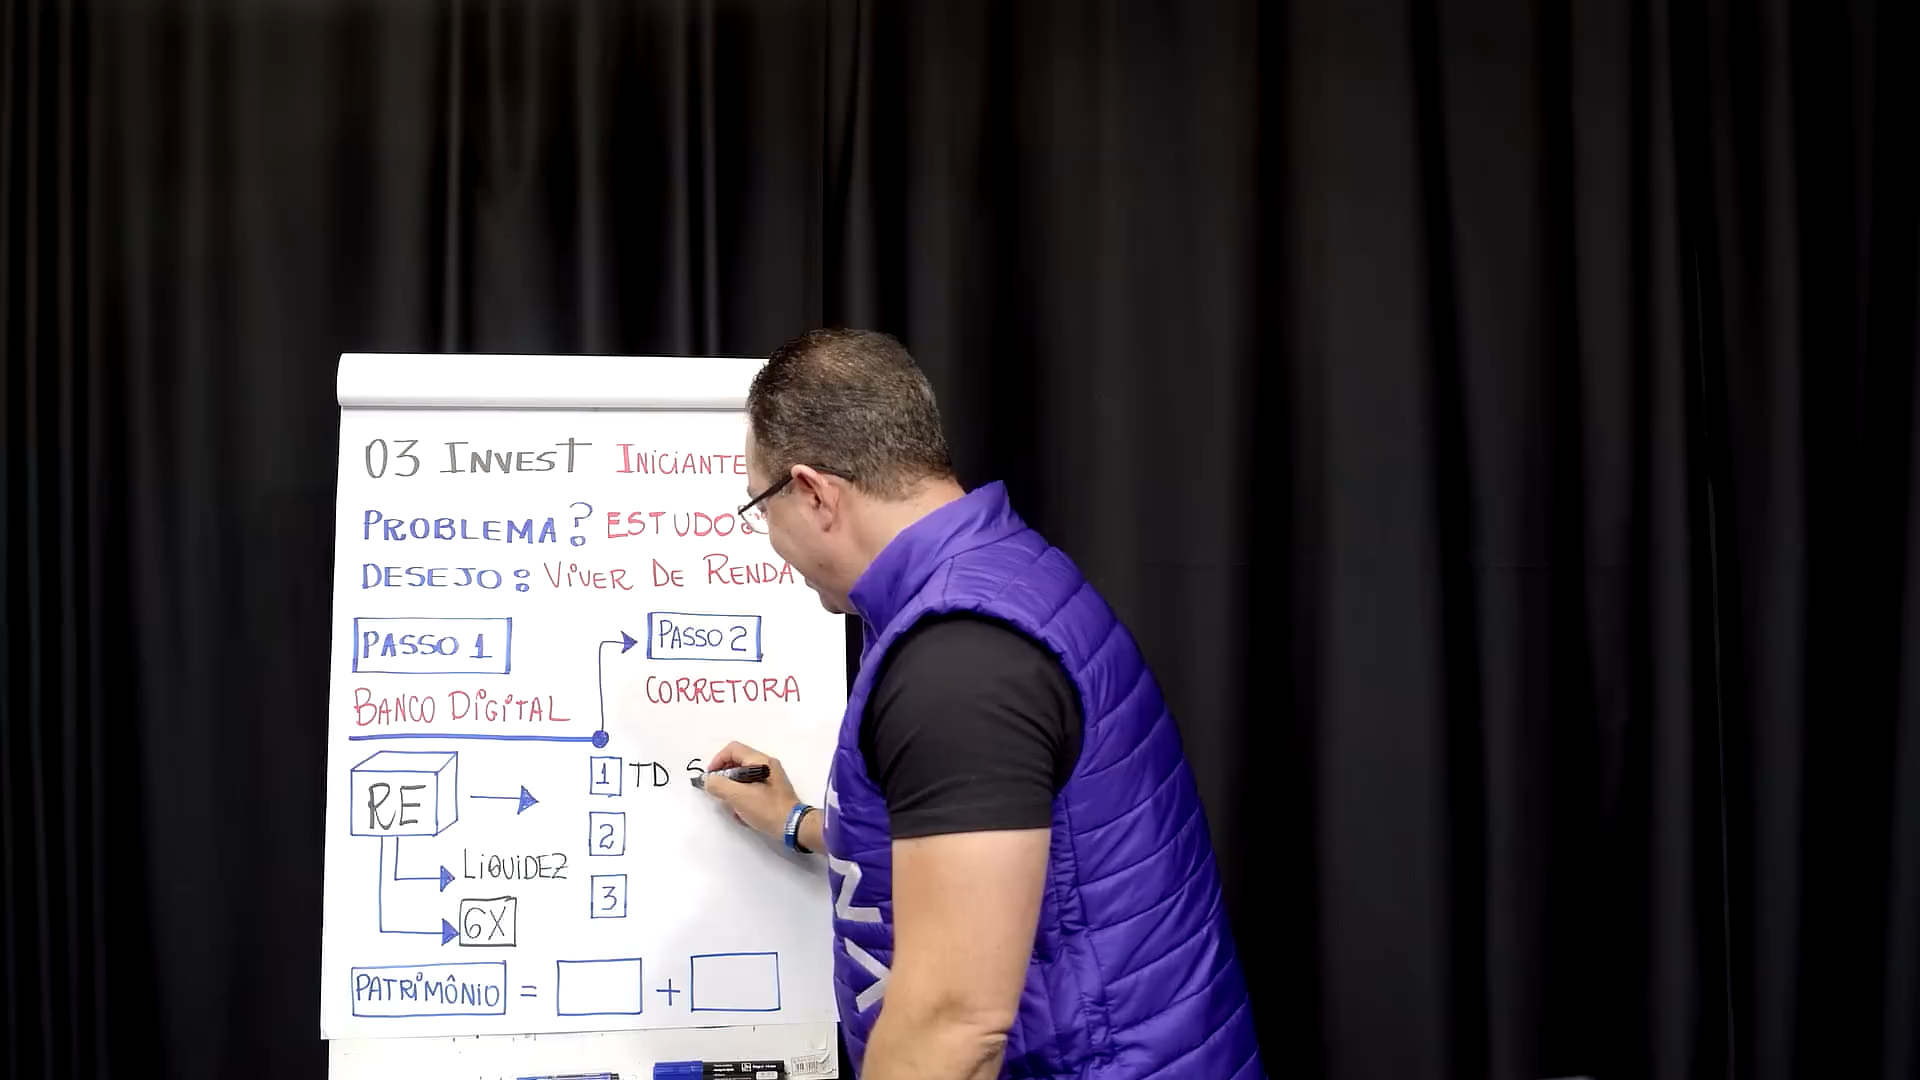 03 INVEST INICIANTE
PROBLEMA? ESTUDO
DESEJO: VIVER DE RENDA
PASSO 1
PASSO 2
BANCO DIGITAL
CORRETORA
RE
1 TD S
2
LIQUIDEZ
3
6X
PATRIMÔNIO = +